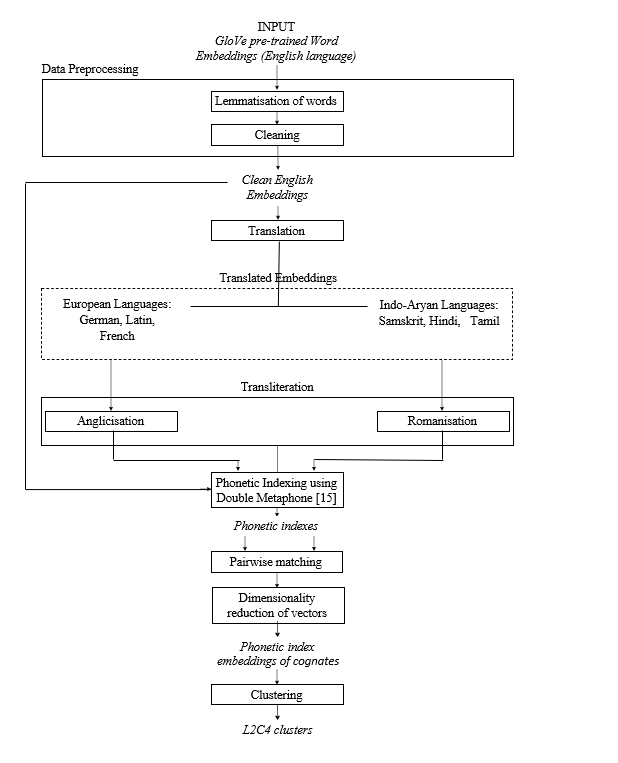 INPUT
GloVe pre-trained Word
Embeddings (English language)
Data Preprocessing
Lemmatisation of words
Cleaning
Clean English
Embeddings
Translation
Translated Embeddings
European Languages:
German, Latin,
French
Indo-Aryan Languages:
Samskrit, Hindi, Tamil
Transliteration
Anglicisation
Romanisation
Phonetic Indexing using
Double Metaphone [15]
Phonetic indexes
Pairwise matching
Dimensionality
reduction of vectors
Phonetic index
embeddings of cognates
Clustering
L2C4 clusters